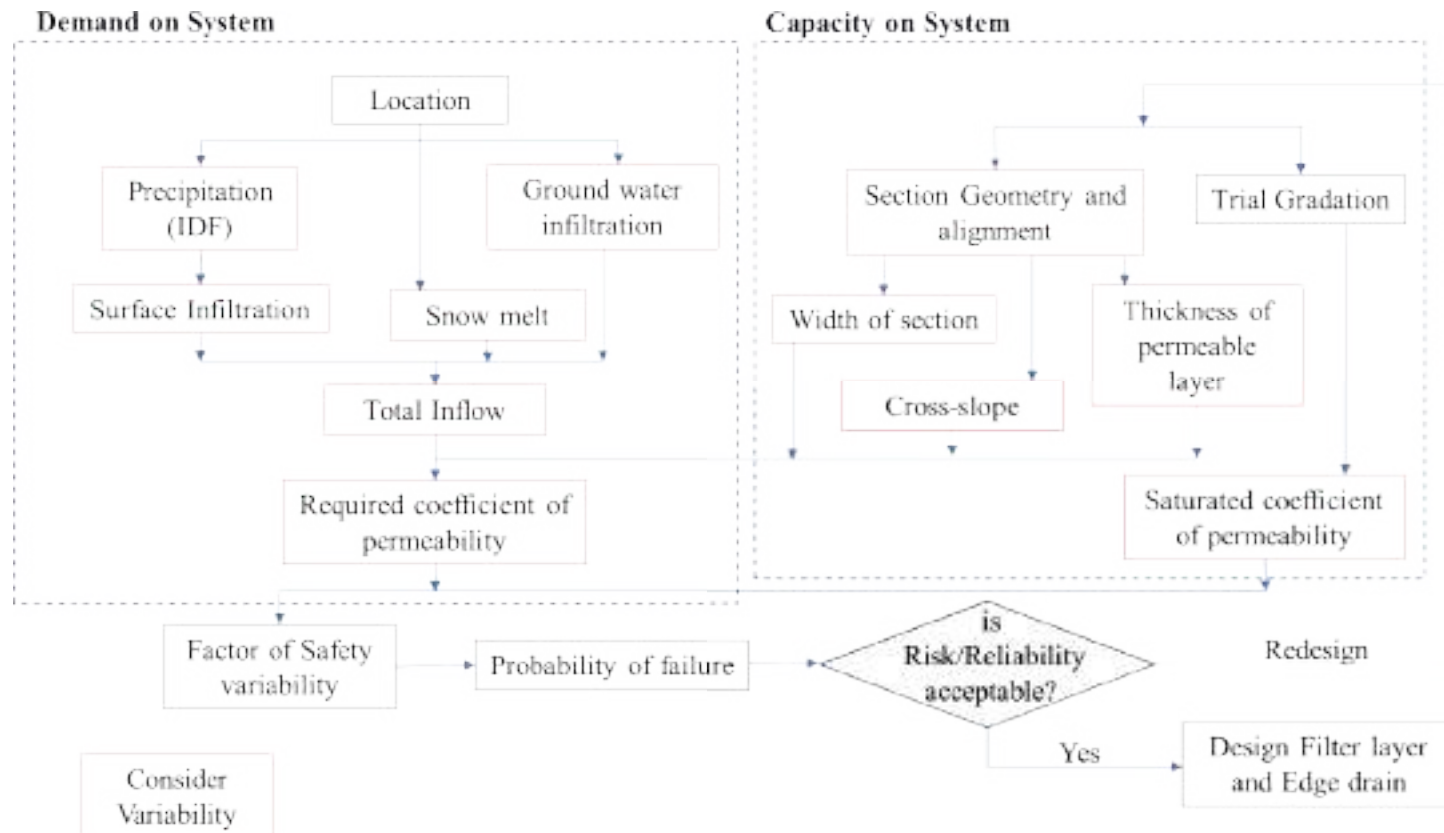 Demand on System
Capacity on System
Location
Precipitation
(IDF)
Ground water
infiltration
Section Geometry and
alignment
Trial Gradation
Surface Infiltration
Snow melt
Width of section
Thickness of
permeable
layer
Cross-slope
Total Inflow
Required coefficient of
permeability
Saturated coefficient
of permeability
Factor of Safety
variability
Probability of failure
is
Risk/Reliability
acceptable?
Redesign
Yes
Design Filter layer
and Edge drain
Consider
Variability